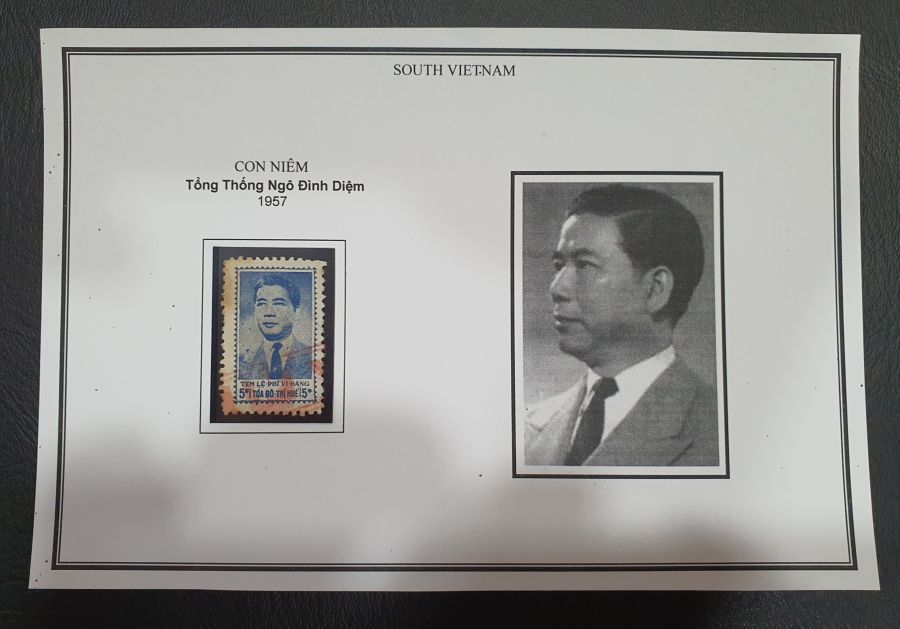 SOUTH VIETNAM
CON NIÊM
Tổng Thống Ngô Đình Diệm
1957
TEM LỆ-PHÍ VI-BẰNG
5$ TÒA ĐÔ-THỊ HUẾ 5$